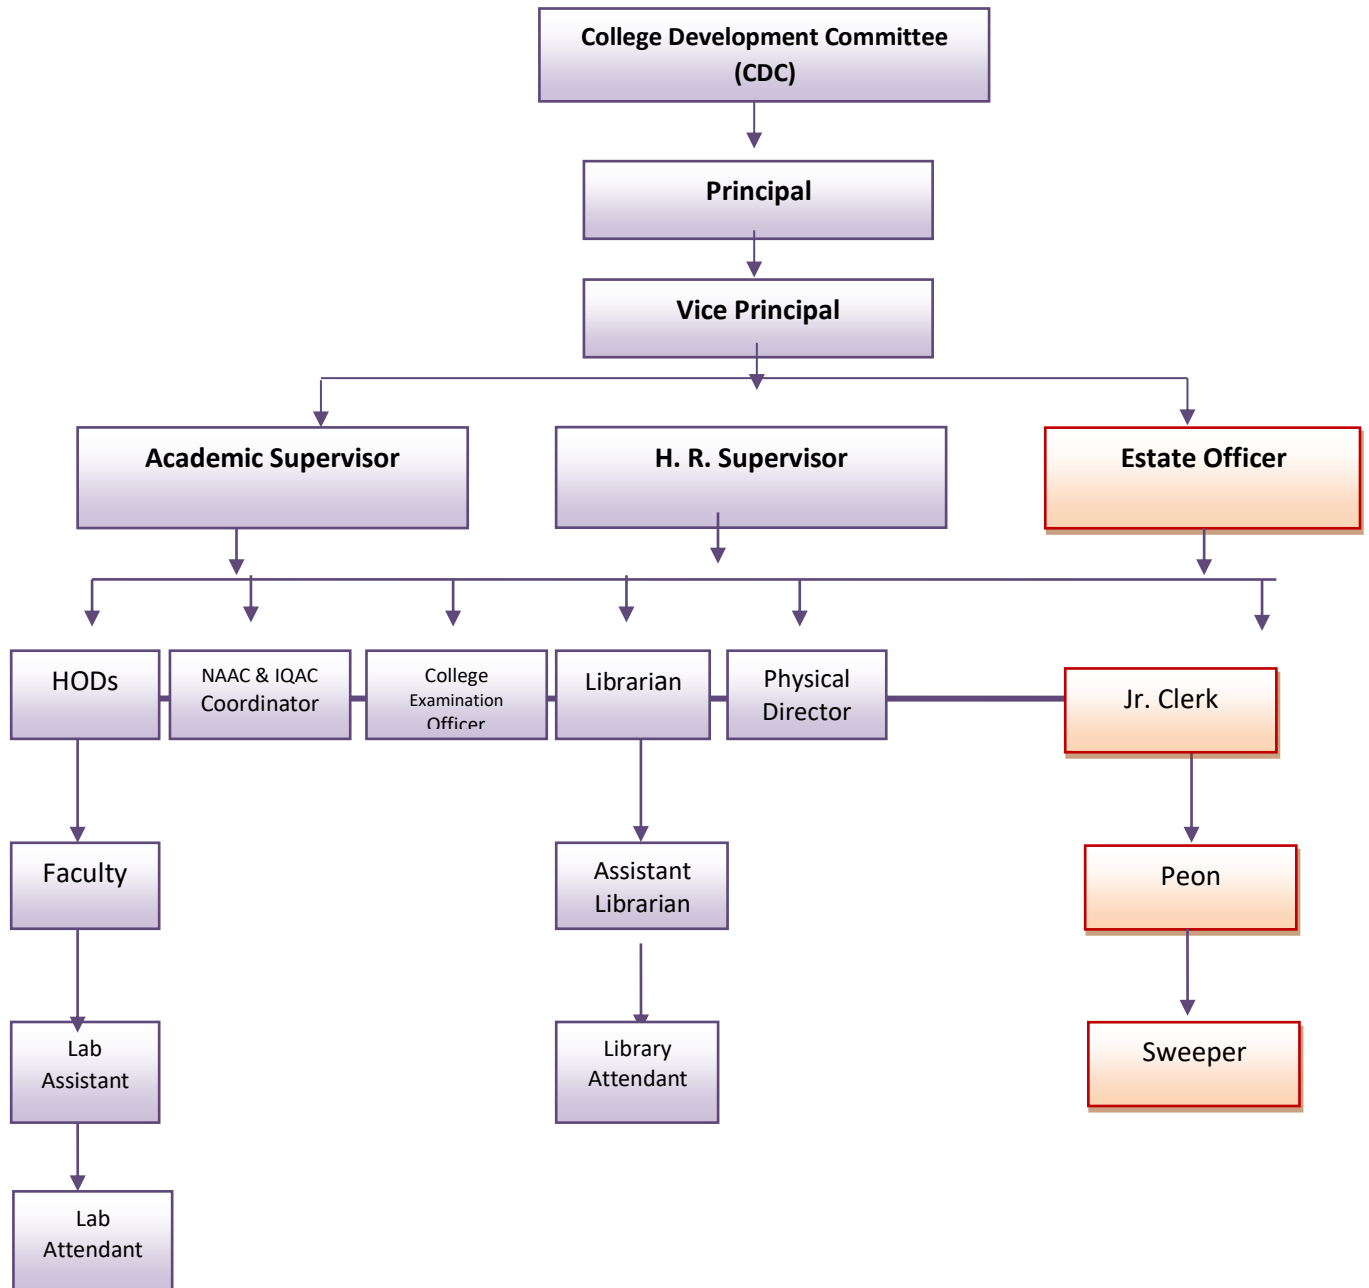 College Development Committee
(CDC)
Principal
Vice Principal
Academic Supervisor
H. R. Supervisor
Estate Officer
HODs
NAAC & IQAC
Coordinator
College
Examination
Officer
Librarian
Physical
Director
Jr. Clerk
Faculty
Assistant
Librarian
Peon
Lab
Assistant
Library
Attendant
Sweeper
Lab
Attendant